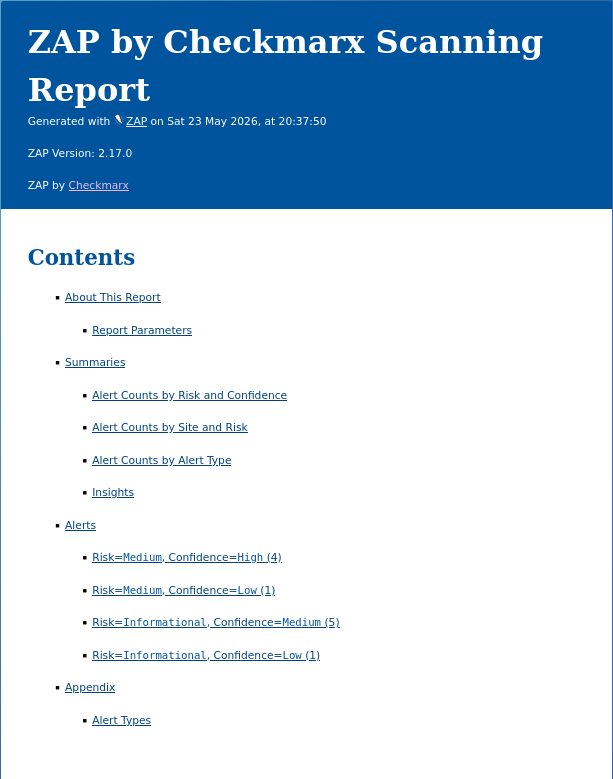 ZAP by Checkmarx Scanning
Report
Generated with ZAP on Sat 23 May 2026, at 20:37:50
ZAP Version: 2.17.0
ZAP by Checkmarx
Contents
About This Report
Report Parameters
Summaries
Alert Counts by Risk and Confidence
Alert Counts by Site and Risk
Alert Counts by Alert Type
Insights
Alerts
Risk=Medium, Confidence=High (4)
Risk=Medium, Confidence=Low (1)
Risk=Informational, Confidence=Medium (5)
Risk=Informational, Confidence=Low (1)
Appendix
Alert Types